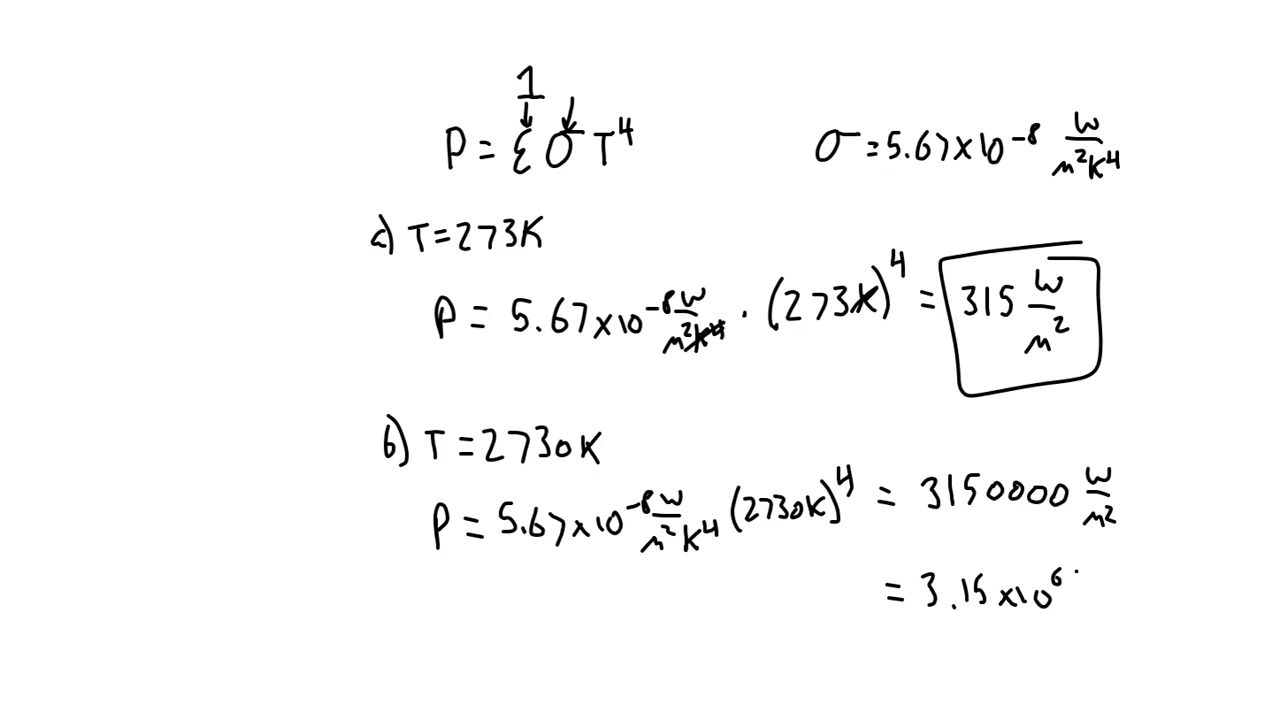 1
P = ε σ T⁴ σ = 5.67 × 10⁻⁸ W/m²K⁴
a) T = 273K
P = 5.67 × 10⁻⁸ W/m²K⁴ · (273K)⁴ = 315 W/m²
b) T = 2730K
P = 5.67 × 10⁻⁸ W/m²K⁴ (2730K)⁴ = 3150000 W/m²
= 3.15 × 10⁶